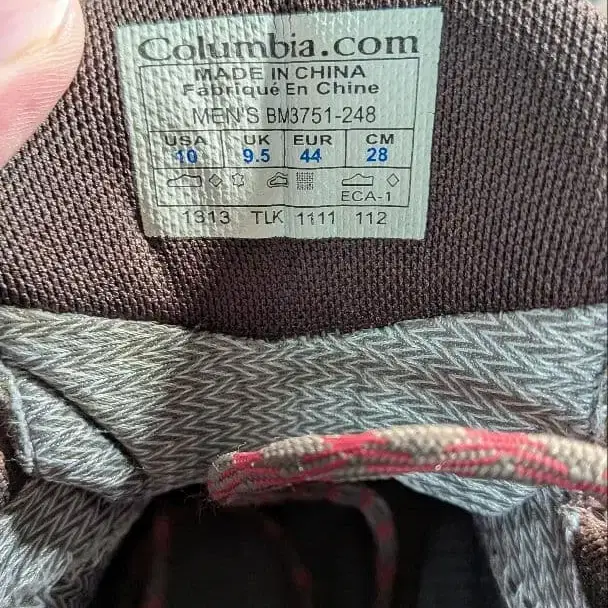 Columbia.com
MADE IN CHINA
Fabriqué En Chine
MEN'S BM3751-248
USA UK EUR CM
10 9.5 44 28
ECA-1
1313 TLK 1111 112